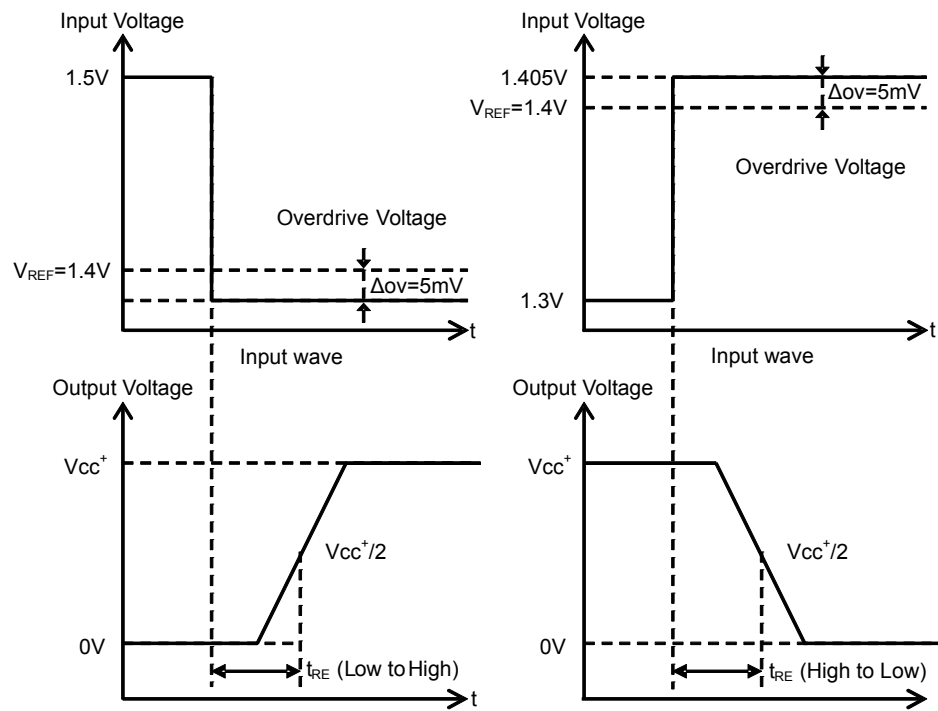 Input Voltage
1.5V
Overdrive Voltage
VREF=1.4V
Δov=5mV
t
Input wave
Input Voltage
1.405V
Δov=5mV
VREF=1.4V
Overdrive Voltage
1.3V
t
Input wave
Output Voltage
Vcc+
Vcc+/2
0V
tRE (Low to High)
t
Output Voltage
Vcc+
Vcc+/2
0V
tRE (High to Low)
t